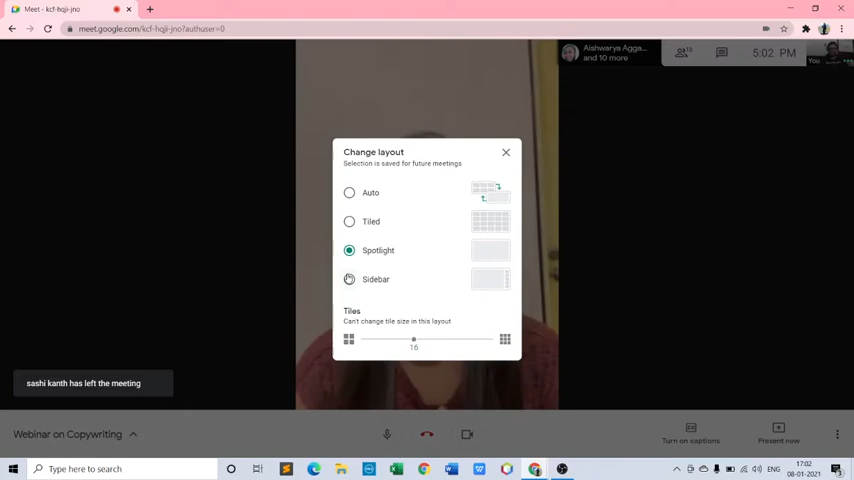 Meet - kcf-hqji-jno
meet.google.com/kcf-hqji-jno?authuser=0
Aishwarya Agga...
and 10 more
13
5:02 PM
You
Change layout
Selection is saved for future meetings
Auto
Tiled
Spotlight
Sidebar
Tiles
Can't change tile size in this layout
16
sashi kanth has left the meeting
Webinar on Copywriting
Turn on captions
Present now
Type here to search
ENG
17:02
08-01-2021
3